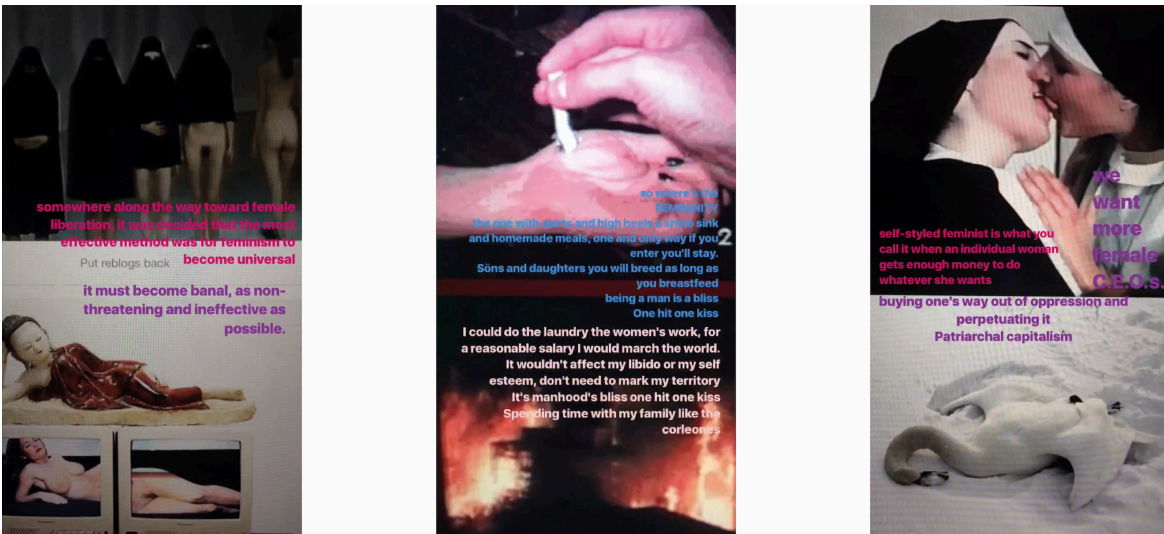 somewhere along the way toward female
liberation, it was decided that the most
effective method was for feminism to
become universal
Put reblogs back
it must become banal, as non-
threatening and ineffective as
possible.
so where's the
FEMININITY
the one with skirts and high heels a shoe sink
and homemade meals, one and only way if you
enter you'll stay.
Söns and daughters you will breed as long as
you breastfeed
being a man is a bliss
One hit one kiss
2
I could do the laundry the women's work, for
a reasonable salary I would march the world.
It wouldn't affect my libido or my self
esteem, don't need to mark my territory
It's manhood's bliss one hit one kiss
Spending time with my family like the
corleones
we
want
more
female
C.E.O.s.
self-styled feminist is what you
call it when an individual woman
gets enough money to do
whatever she wants
buying one's way out of oppression and
perpetuating it
Patriarchal capitalism